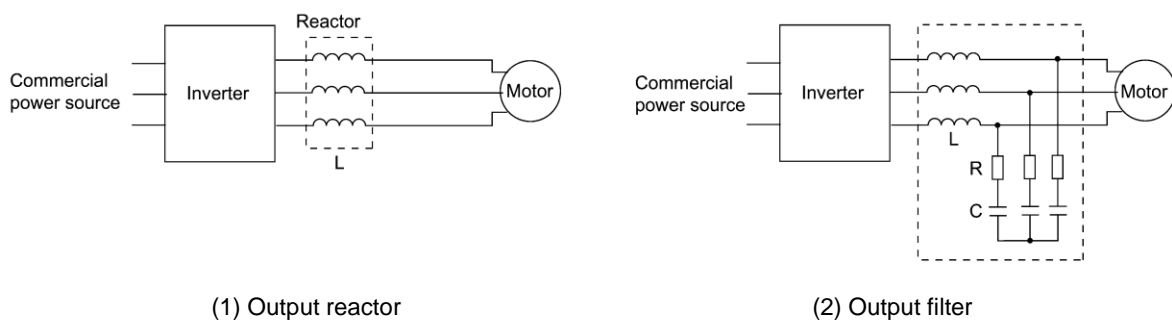 Reactor
Commercial
power source
Inverter
Motor
L
(1) Output reactor
Commercial
power source
Inverter
Motor
L
R
C
(2) Output filter